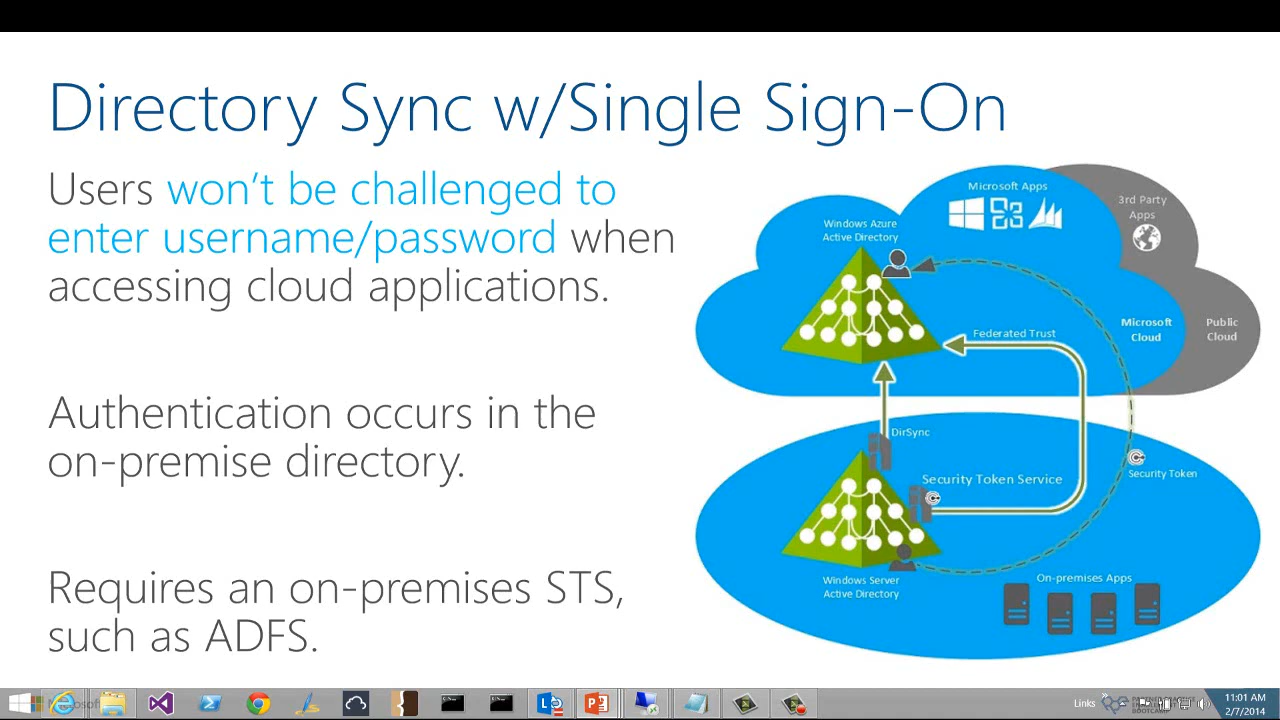 Directory Sync w/Single Sign-On
Users won't be challenged to
enter username/password when
accessing cloud applications.
Authentication occurs in the
on-premise directory.
Requires an on-premises STS,
such as ADFS.
Microsoft Apps
3rd Party
Apps
Windows Azure
Active Directory
Federated Trust
Microsoft
Cloud
Public
Cloud
DirSync
Security Token Service
Security Token
Windows Server
Active Directory
On-premises Apps
Microsoft
Links
11:01 AM
2/7/2014